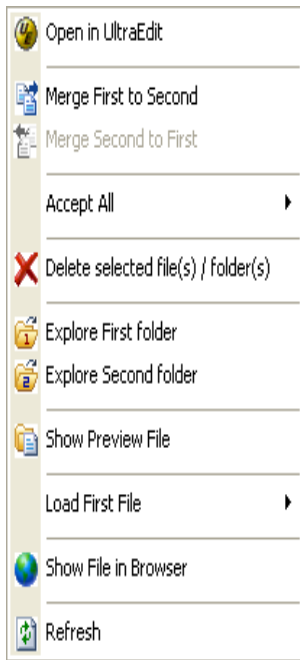 Open in UltraEdit
Merge First to Second
Merge Second to First
Accept All
Delete selected file(s) / folder(s)
Explore First folder
Explore Second folder
Show Preview File
Load First File
Show File in Browser
Refresh